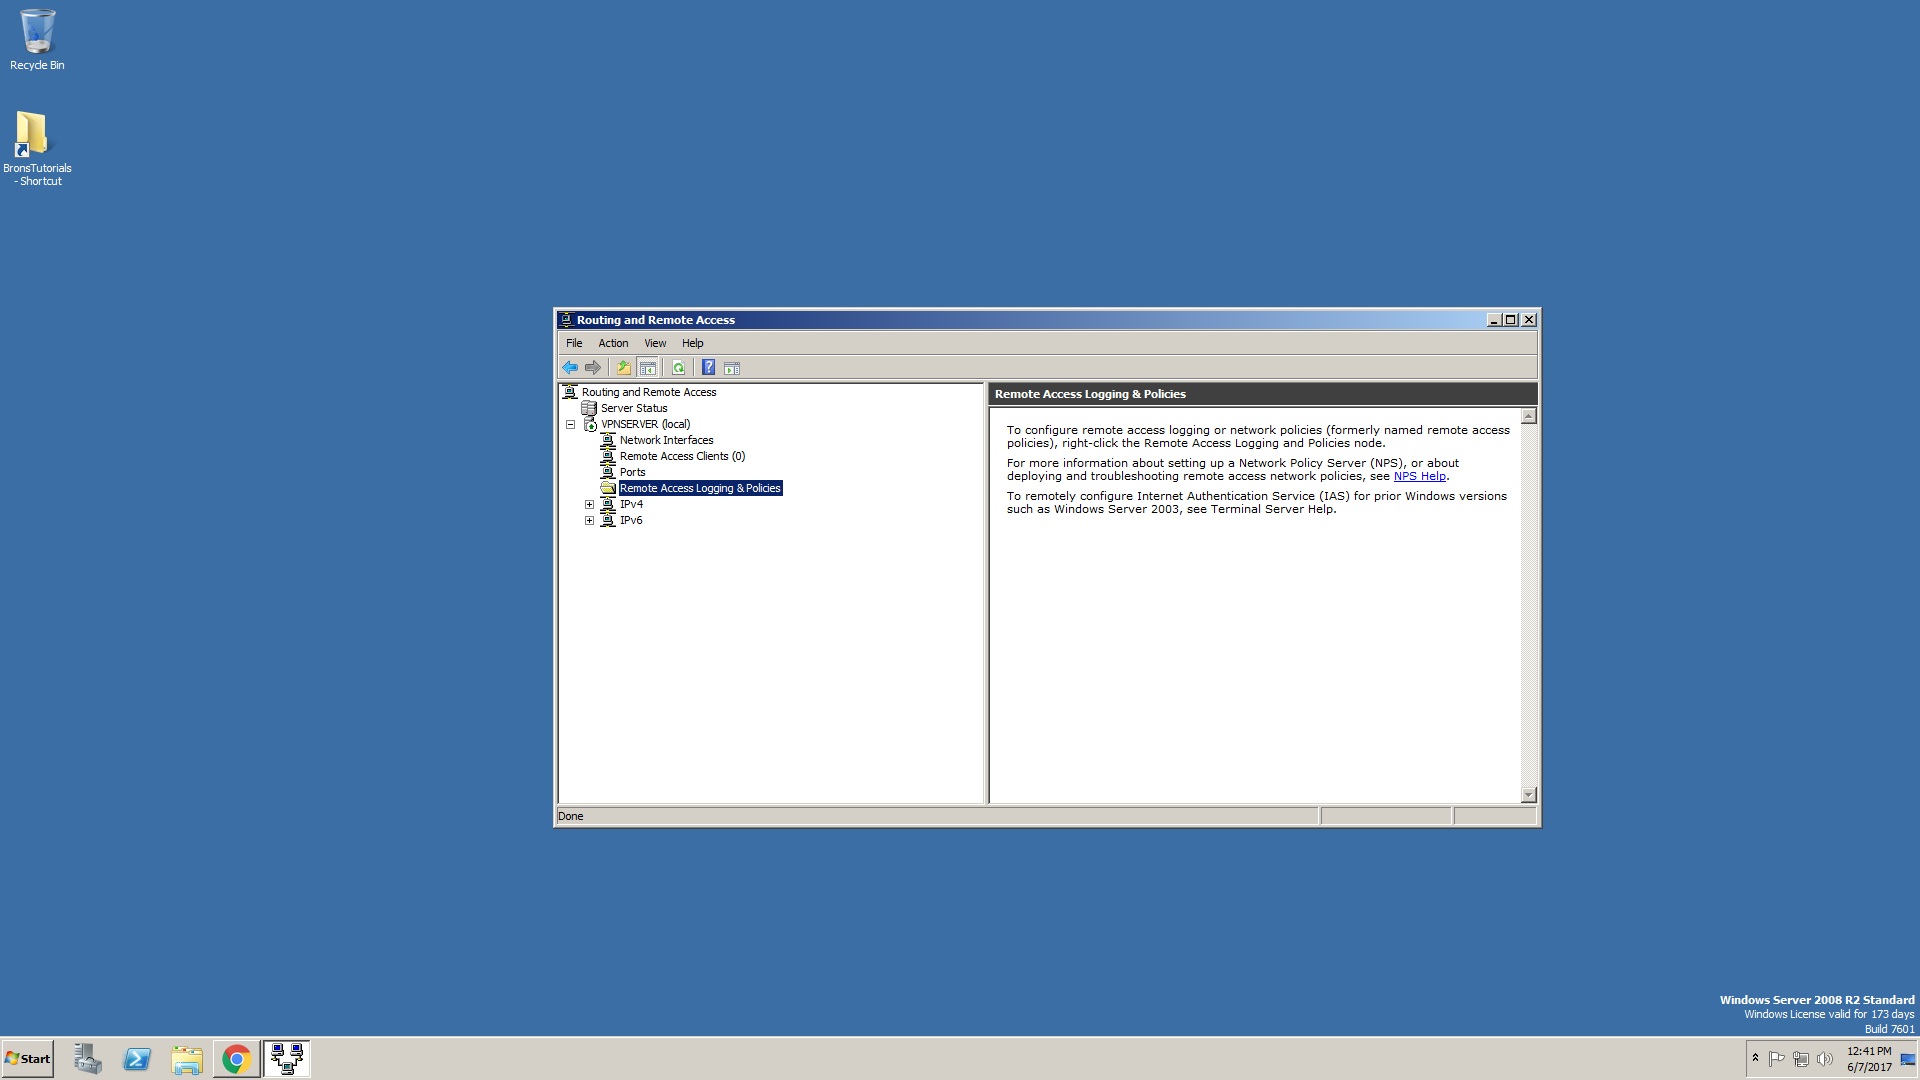 Recycle Bin
BronsTutorials
- Shortcut
Routing and Remote Access
File Action View Help
Routing and Remote Access
Server Status
VPNSERVER (local)
Network Interfaces
Remote Access Clients (0)
Ports
Remote Access Logging & Policies
IPv4
IPv6
Remote Access Logging & Policies
To configure remote access logging or network policies (formerly named remote access
policies), right-click the Remote Access Logging and Policies node.
For more information about setting up a Network Policy Server (NPS), or about
deploying and troubleshooting remote access network policies, see NPS Help.
To remotely configure Internet Authentication Service (IAS) for prior Windows versions
such as Windows Server 2003, see Terminal Server Help.
Done
Windows Server 2008 R2 Standard
Windows License valid for 173 days
Build 7601
Start
12:41 PM
6/7/2017